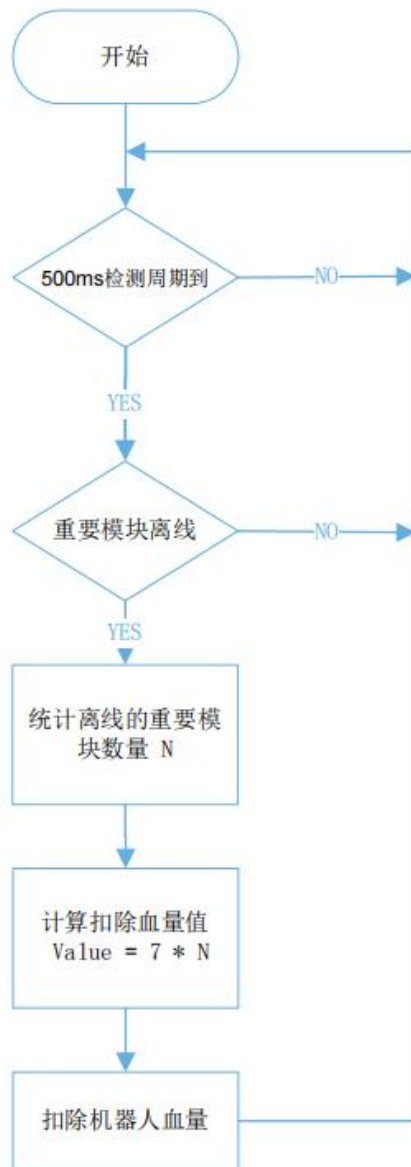 开始
500ms检测周期到
NO
YES
重要模块离线
NO
YES
统计离线的重要模
块数量 N
计算扣除血量值
Value = 7 * N
扣除机器人血量